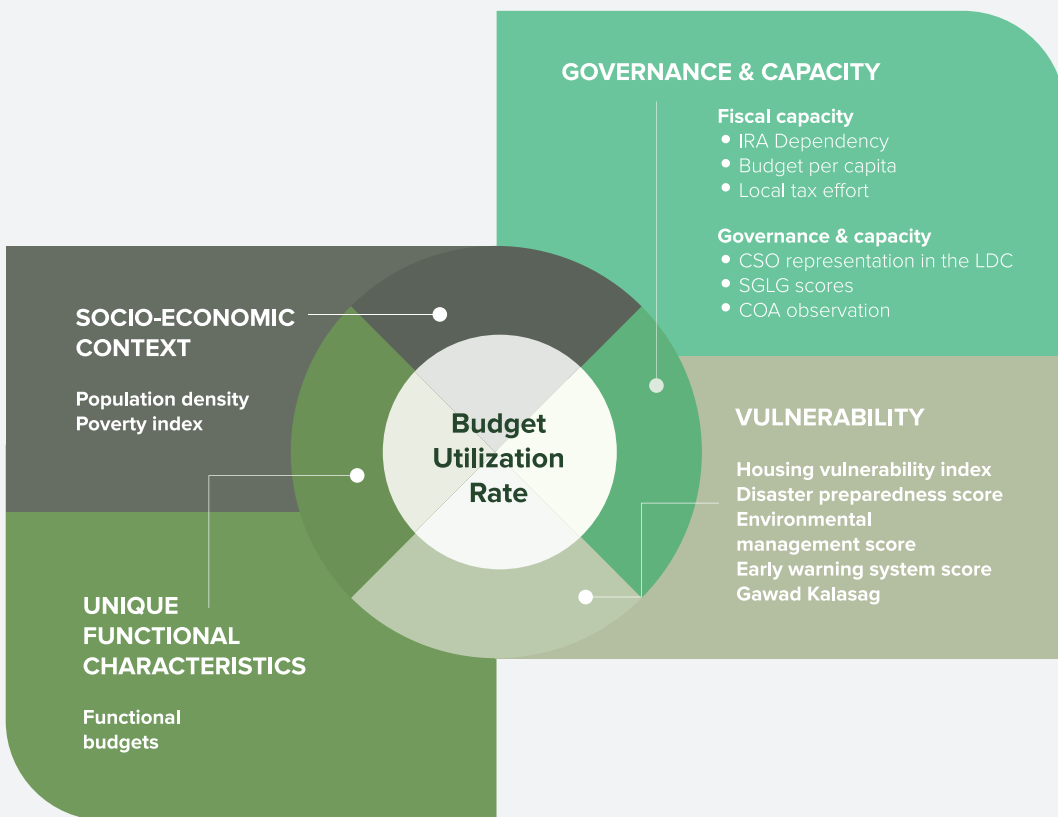 GOVERNANCE & CAPACITY
Fiscal capacity
• IRA Dependency
• Budget per capita
• Local tax effort
Governance & capacity
• CSO representation in the LDC
• SGLG scores
• COA observation
SOCIO-ECONOMIC
CONTEXT
Population density
Poverty index
Budget
Utilization
Rate
VULNERABILITY
Housing vulnerability index
Disaster preparedness score
Environmental
management score
Early warning system score
Gawad Kalasag
UNIQUE
FUNCTIONAL
CHARACTERISTICS
Functional
budgets